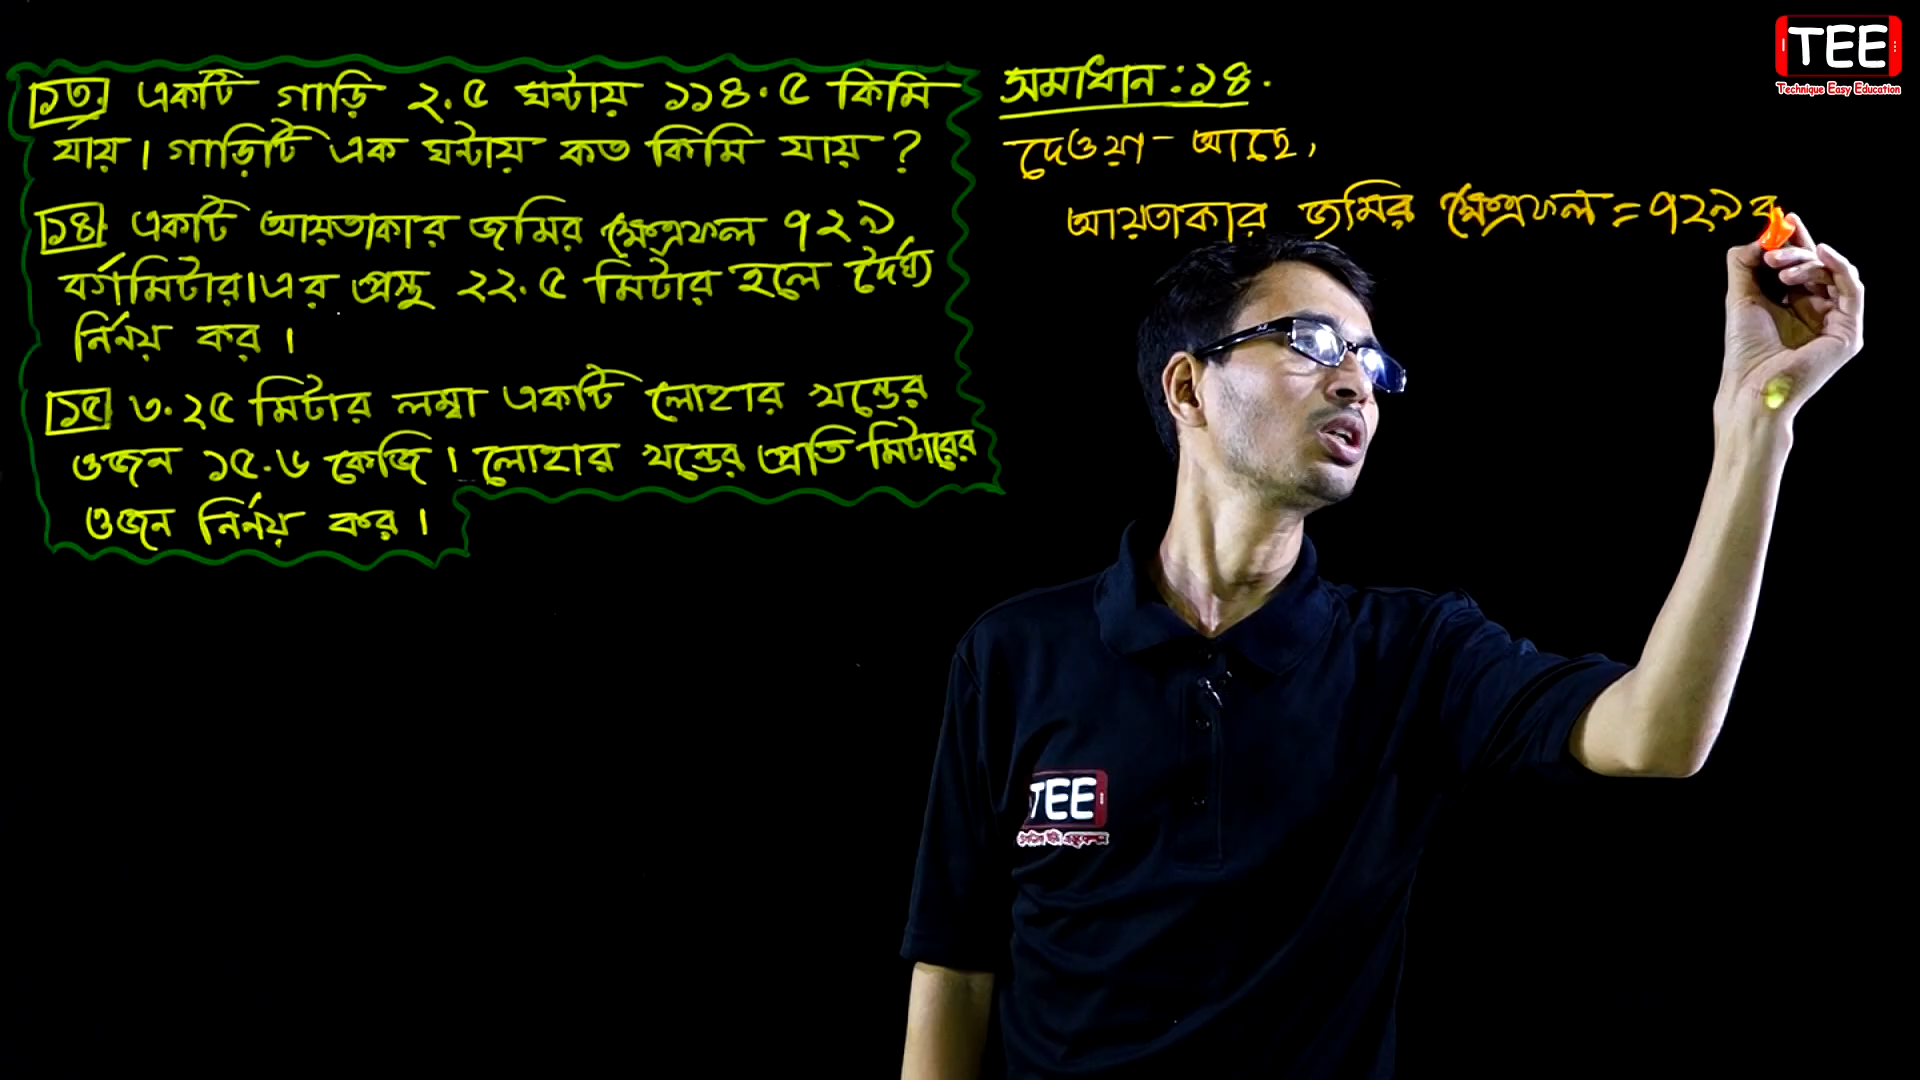 ১৩. একটি গাড়ি ২.৫ ঘন্টায় ১১৪.৫ কিমি
যায়। গাড়িটি এক ঘন্টায় কত কিমি যায়?
১৪. একটি আয়তাকার জমির ক্ষেত্রফল ৭২৯
বর্গমিটার। এর প্রস্থ ২২.৫ মিটার হলে দৈর্ঘ্য
নির্নয় কর।
১৫ ৩.২৫ মিটার লম্বা একটি লোহার খন্ডের
ওজন ১৫.৬ কেজি। লোহার খন্ডের প্রতি মিটারের
ওজন নির্নয় কর।
সমাধান:১৪.
দেওয়া আছে,
আয়তাকার জমির ক্ষেত্রফল = ৭২৯ ব
TEE
Technique Easy Education
TEE